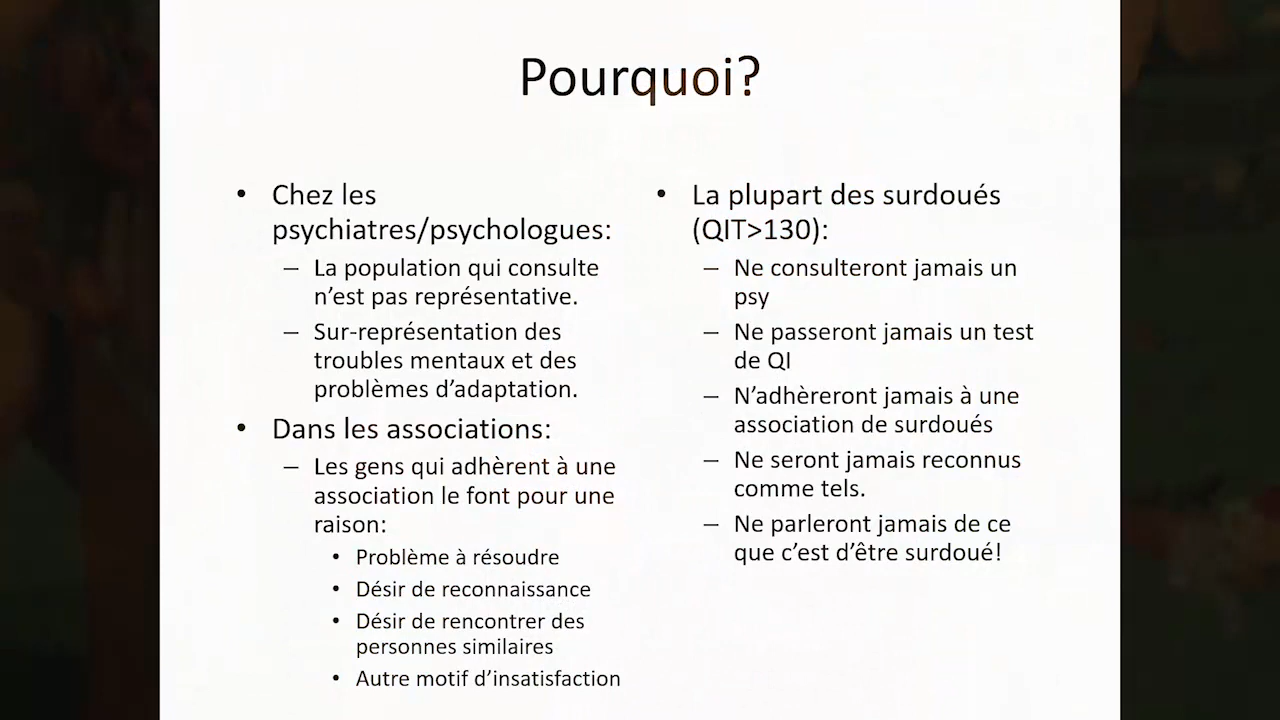 Pourquoi?
• Chez les
psychiatres/psychologues:
– La population qui consulte
n’est pas représentative.
– Sur-représentation des
troubles mentaux et des
problèmes d’adaptation.
• Dans les associations:
– Les gens qui adhèrent à une
association le font pour une
raison:
• Problème à résoudre
• Désir de reconnaissance
• Désir de rencontrer des
personnes similaires
• Autre motif d’insatisfaction
• La plupart des surdoués
(QIT>130):
– Ne consulteront jamais un
psy
– Ne passeront jamais un test
de QI
– N’adhèreront jamais à une
association de surdoués
– Ne seront jamais reconnus
comme tels.
– Ne parleront jamais de ce
que c’est d’être surdoué!